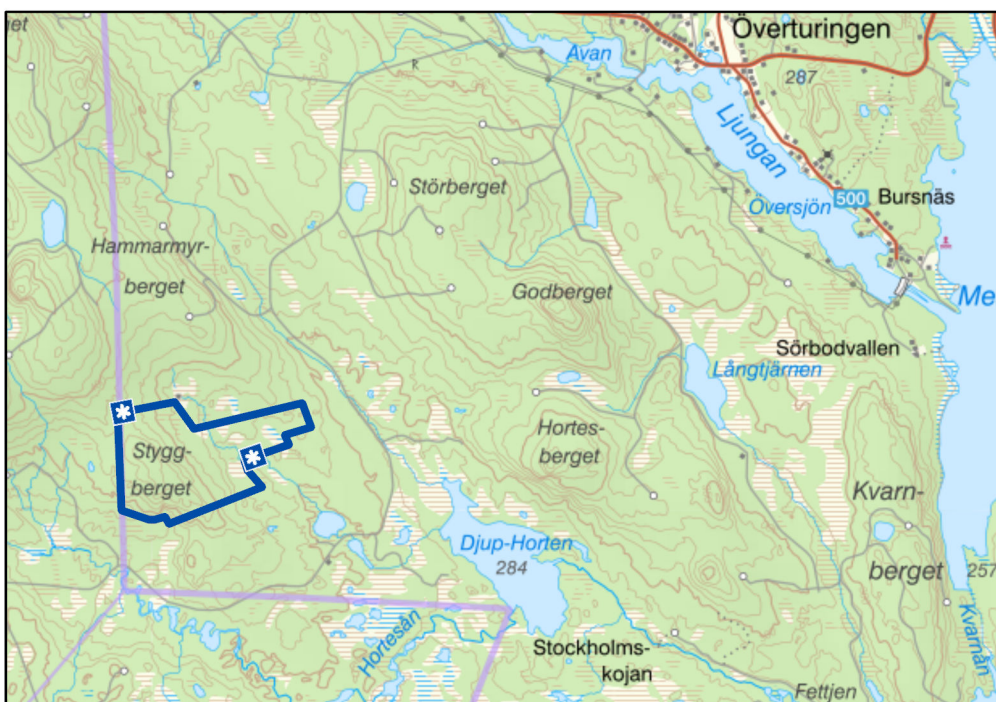 Överturingen
Avan
R
287
Ljungan
Störberget
Översjön
500
Bursnäs
Hammarmyr-
berget
Godberget
Me
Sörbodvallen
Långtjärnen
Hortes-
berget
Stygg-
berget
Kvarn-
berget
Djup-Horten
284
257
Hortesån
Stockholms-
kojan
Kvarnån
Fettjen